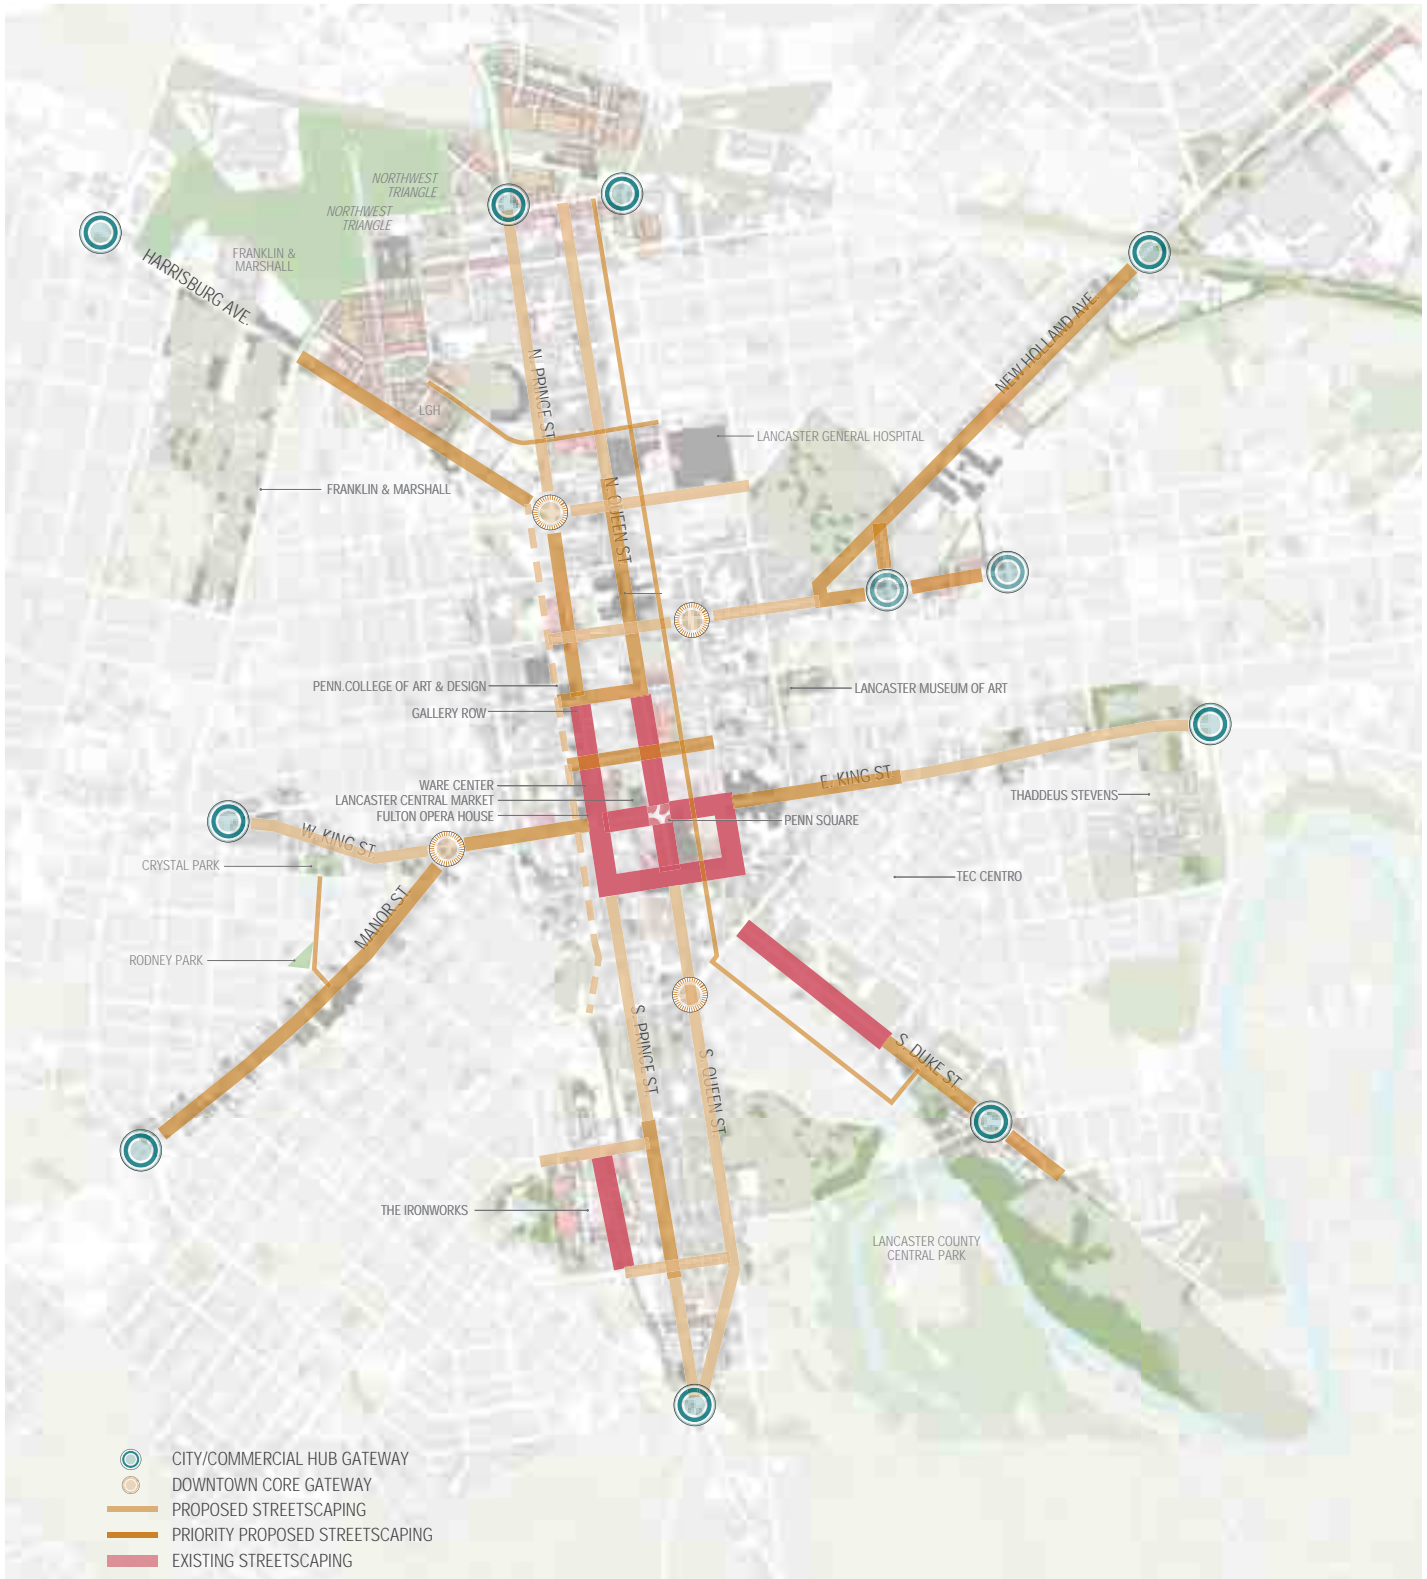 NORTHWEST
TRIANGLE
NORTHWEST
TRIANGLE
FRANKLIN &
MARSHALL
HARRISBURG AVE.
NEW HOLLAND AVE.
N. PRINCE ST.
LGH
LANCASTER GENERAL HOSPITAL
FRANKLIN & MARSHALL
N. QUEEN ST.
PENN.COLLEGE OF ART & DESIGN
LANCASTER MUSEUM OF ART
GALLERY ROW
E. KING ST.
WARE CENTER
LANCASTER CENTRAL MARKET
FULTON OPERA HOUSE
THADDEUS STEVENS
PENN SQUARE
W. KING ST
CRYSTAL PARK
TEC CENTRO
MANOR ST
RODNEY PARK
S. PRINCE ST.
S. QUEEN ST.
S. DUKE ST
THE IRONWORKS
LANCASTER COUNTY
CENTRAL PARK
CITY/COMMERCIAL HUB GATEWAY
DOWNTOWN CORE GATEWAY
PROPOSED STREETSCAPING
PRIORITY PROPOSED STREETSCAPING
EXISTING STREETSCAPING